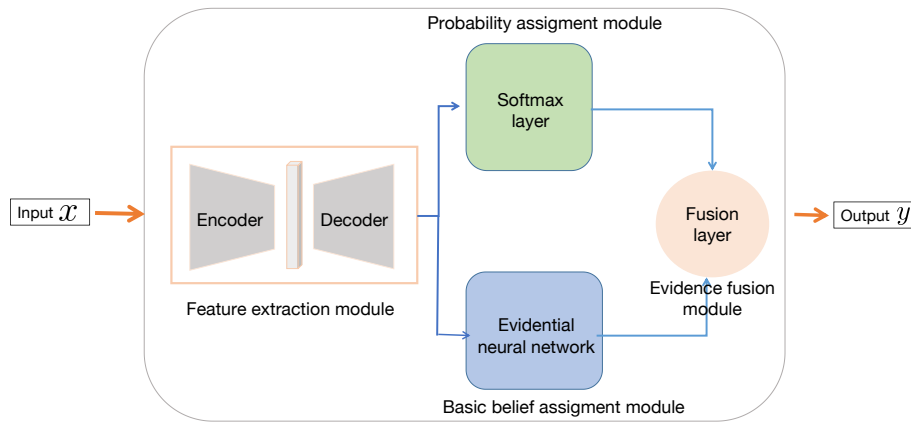 Probability assigment module
Softmax
layer
Input x
Encoder
Decoder
Fusion
layer
Output y
Feature extraction module
Evidence fusion
module
Evidential
neural network
Basic belief assigment module